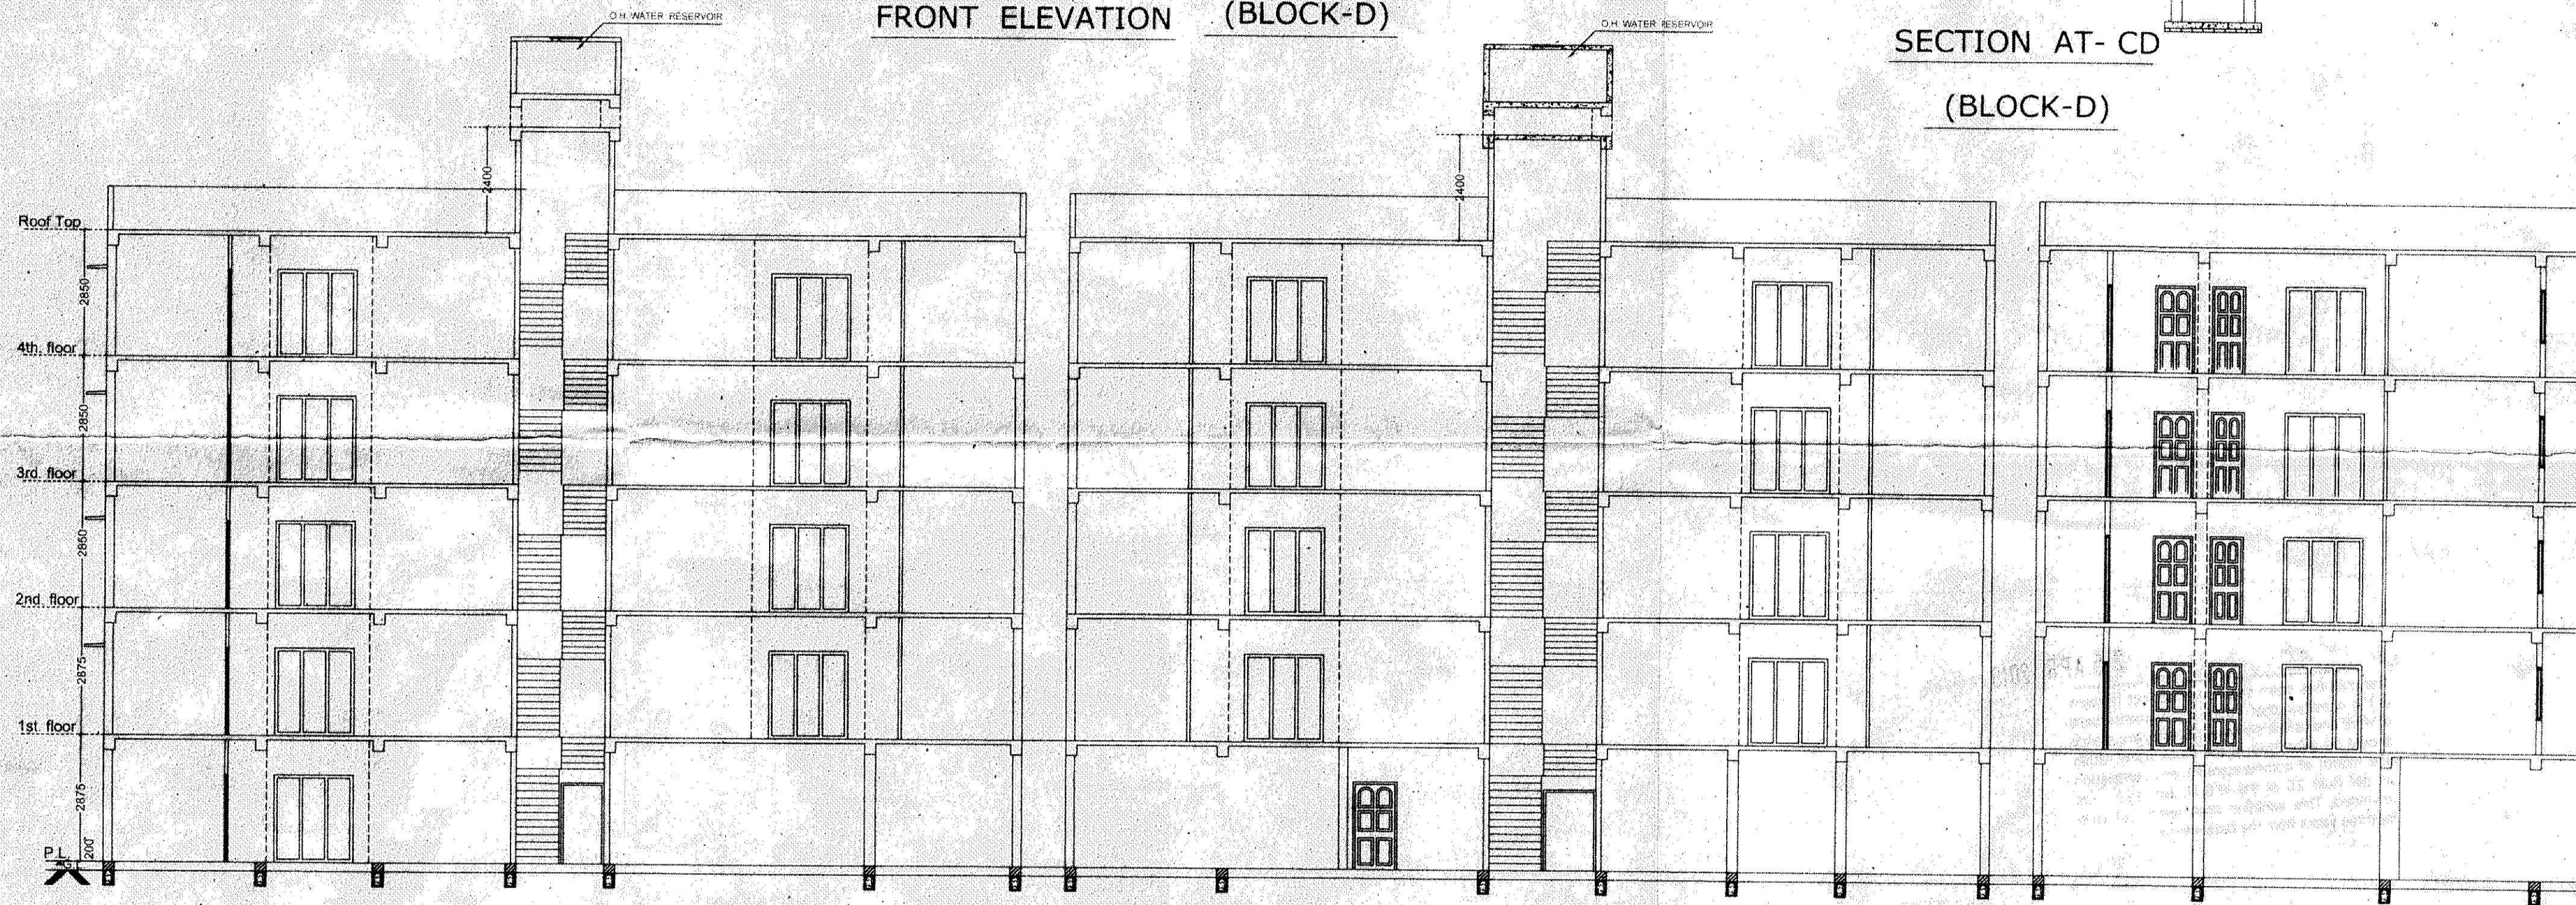 O.H. WATER RESERVOIR
FRONT ELEVATION (BLOCK-D)
O.H. WATER RESERVOIR
SECTION AT- CD
(BLOCK-D)
2400
2400
Roof Top
2850
4th. floor
2850
3rd. floor
2850
2nd. floor
2875
1st. floor
2875
P.L.
200